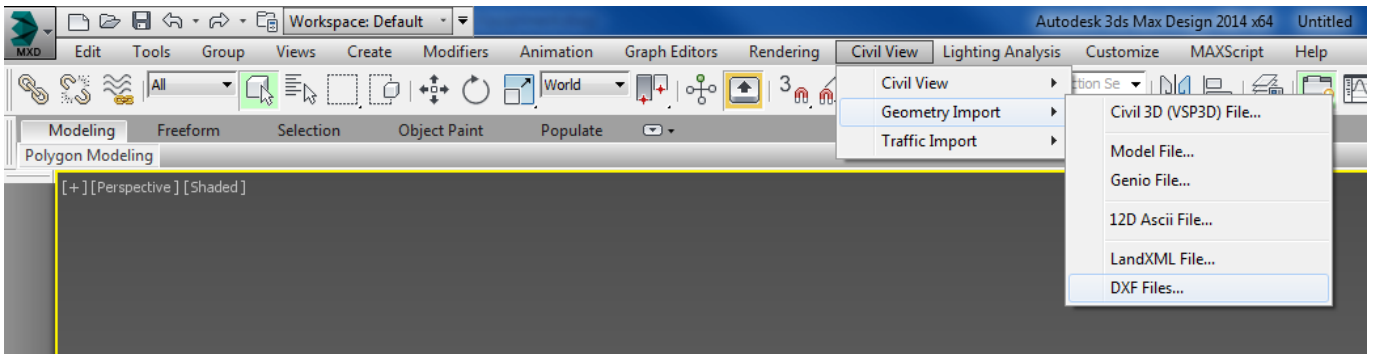 Workspace: Default
Autodesk 3ds Max Design 2014 x64 Untitled
MXD Edit Tools Group Views Create Modifiers Animation Graph Editors Rendering Civil View Lighting Analysis Customize MAXScript Help
All World 3 Civil View
Geometry Import Civil 3D (VSP3D) File...
Modeling Freeform Selection Object Paint Populate
Traffic Import
Polygon Modeling Model File...
[+][Perspective][Shaded]
Genio File...
12D Ascii File...
LandXML File...
DXF Files...